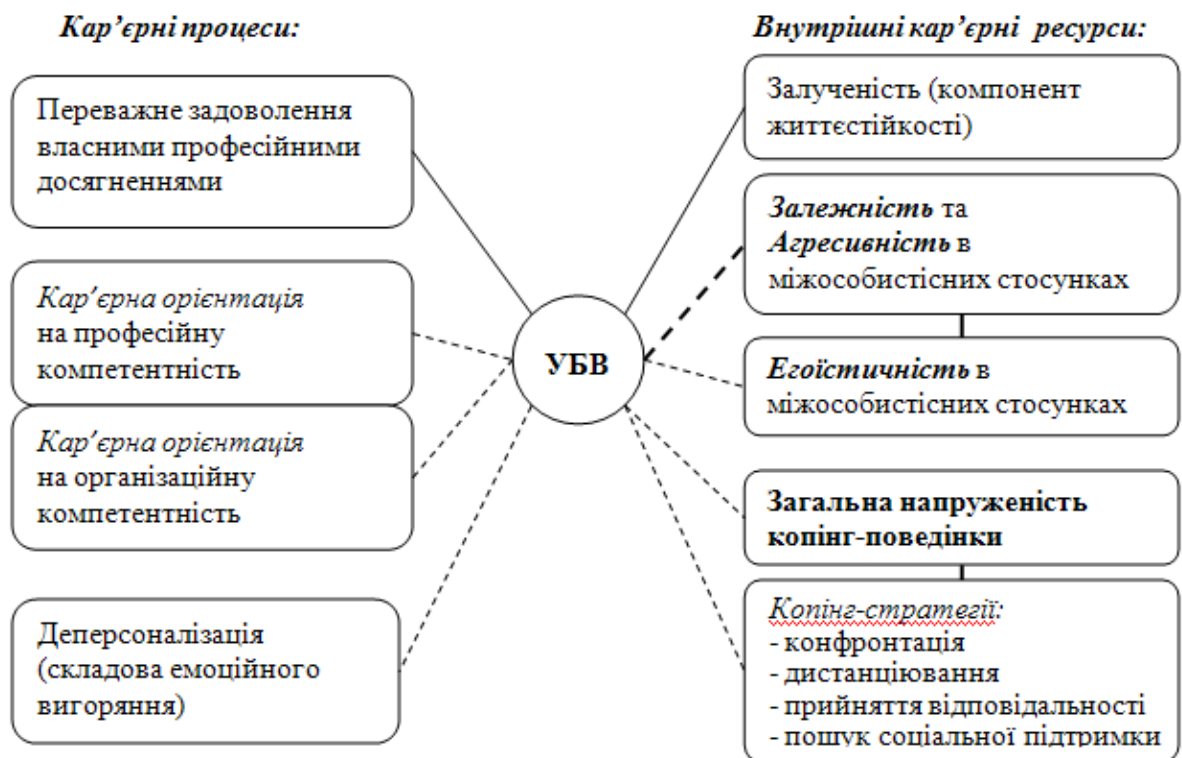 Кар’єрні процеси:
Переважне задоволення
власними професійними
досягненнями
Кар’єрна орієнтація
на професійну
компетентність
Кар’єрна орієнтація
на організаційну
компетентність
Деперсоналізація
(складова емоційного
вигоряння)
УБВ
Внутрішні кар’єрні ресурси:
Залученість (компонент
життєстійкості)
Залежність та
Агресивність в
міжособистісних стосунках
Егоїстичність в
міжособистісних стосунках
Загальна напруженість
копінг-поведінки
Копінг-стратегії:
- конфронтація
- дистанціювання
- прийняття відповідальності
- пошук соціальної підтримки